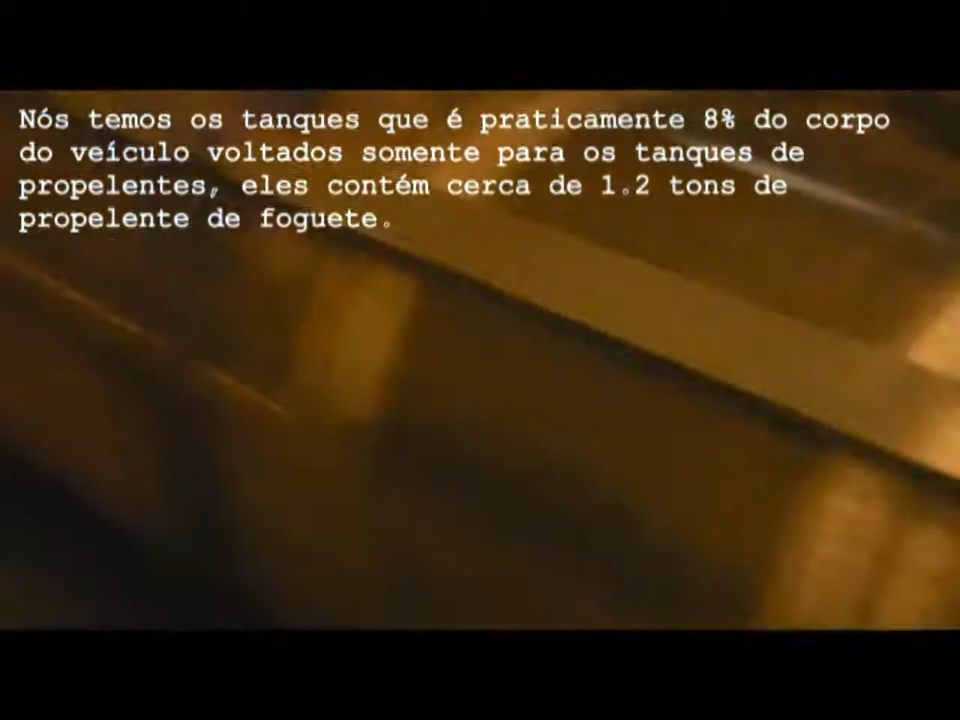 Nós temos os tanques que é praticamente 8% do corpo
do veículo voltados somente para os tanques de
propelentes, eles contém cerca de 1.2 tons de
propelente de foguete.